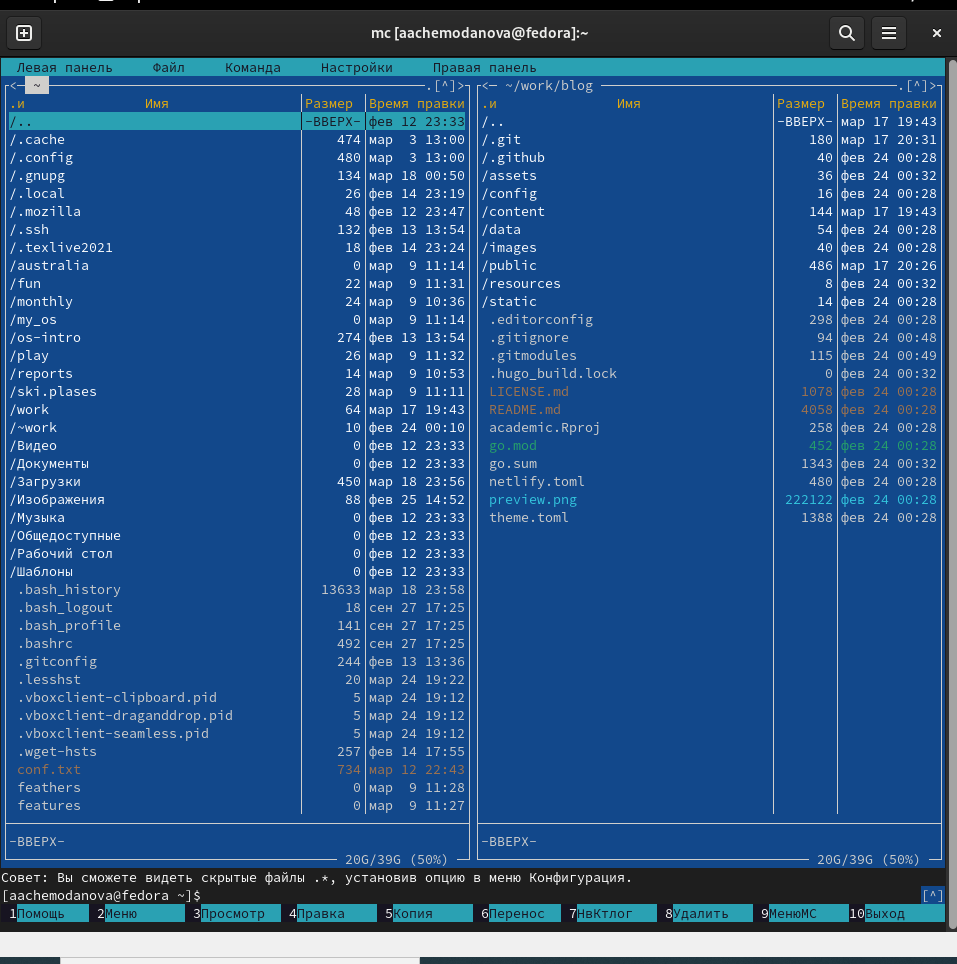 mc [aachemodanova@fedora]:~
Левая панель Файл Команда Настройки Правая панель
<─ ~ .[^]> <─ ~/work/blog .[^]>
.и Имя Размер Время правки .и Имя Размер Время правки
/.. -ВВЕРХ- фев 12 23:33 /.. -ВВЕРХ- мар 17 19:43
/.cache 474 мар 3 13:00 /.git 180 мар 17 20:31
/.config 480 мар 3 13:00 /.github 40 фев 24 00:28
/.gnupg 134 мар 18 00:50 /assets 36 фев 24 00:32
/.local 26 фев 14 23:19 /config 16 фев 24 00:28
/.mozilla 48 фев 12 23:47 /content 144 мар 17 19:43
/.ssh 132 фев 13 13:54 /data 54 фев 24 00:28
/.texlive2021 18 фев 14 23:24 /images 40 фев 24 00:28
/australia 0 мар 9 11:14 /public 486 мар 17 20:26
/fun 22 мар 9 11:31 /resources 8 фев 24 00:32
/monthly 24 мар 9 10:36 /static 14 фев 24 00:28
/my_os 0 мар 9 11:14 .editorconfig 298 фев 24 00:28
/os-intro 274 фев 13 13:54 .gitignore 94 фев 24 00:48
/play 26 мар 9 11:32 .gitmodules 115 фев 24 00:49
/reports 14 мар 9 10:53 .hugo_build.lock 0 фев 24 00:32
/ski.plases 28 мар 9 11:11 LICENSE.md 1078 фев 24 00:28
/work 64 мар 17 19:43 README.md 4058 фев 24 00:28
/~work 10 фев 24 00:10 academic.Rproj 258 фев 24 00:28
/Видео 0 фев 12 23:33 go.mod 452 фев 24 00:28
/Документы 0 фев 12 23:33 go.sum 1343 фев 24 00:32
/Загрузки 450 мар 18 23:56 netlify.toml 480 фев 24 00:28
/Изображения 88 фев 25 14:52 preview.png 222122 фев 24 00:28
/Музыка 0 фев 12 23:33 theme.toml 1388 фев 24 00:28
/Общедоступные 0 фев 12 23:33
/Рабочий стол 0 фев 12 23:33
/Шаблоны 0 фев 12 23:33
.bash_history 13633 мар 18 23:58
.bash_logout 18 сен 27 17:25
.bash_profile 141 сен 27 17:25
.bashrc 492 сен 27 17:25
.gitconfig 244 фев 13 13:36
.lesshst 20 мар 24 19:22
.vboxclient-clipboard.pid 5 мар 24 19:12
.vboxclient-draganddrop.pid 5 мар 24 19:12
.vboxclient-seamless.pid 5 мар 24 19:12
.wget-hsts 257 фев 14 17:55
conf.txt 734 мар 12 22:43
feathers 0 мар 9 11:28
features 0 мар 9 11:27
-ВВЕРХ- -ВВЕРХ-
20G/39G (50%) 20G/39G (50%)
Совет: Вы сможете видеть скрытые файлы .*, установив опцию в меню Конфигурация.
[aachemodanova@fedora ~]$ [^]
1Помощь 2Меню 3Просмотр 4Правка 5Копия 6Перенос 7НвКтлог 8Удалить 9МенюМС 10Выход